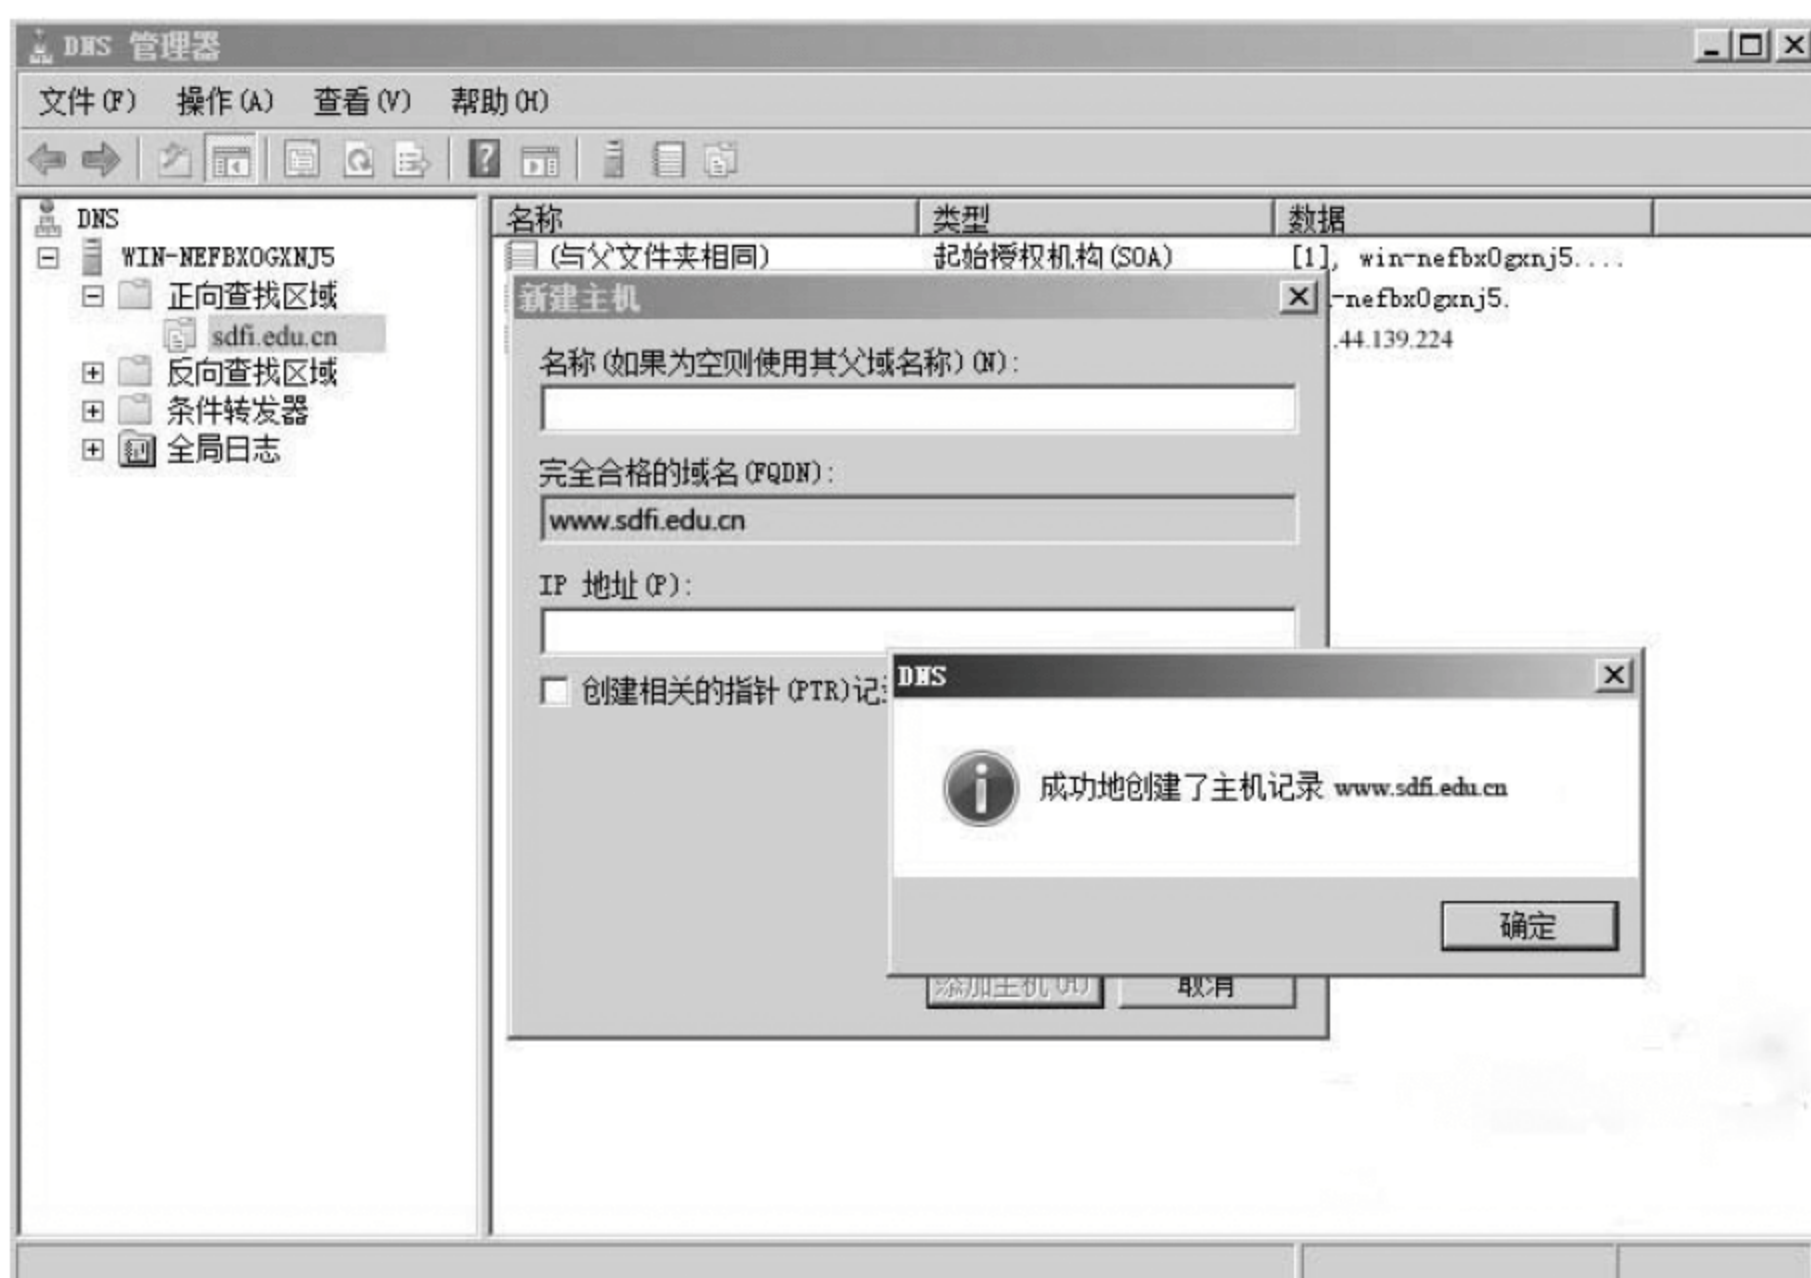 DNS 管理器
文件(F) 操作(A) 查看(V) 帮助(H)
DNS
WIN-NEFBX0GXNJ5
正向查找区域
sdfi.edu.cn
反向查找区域
条件转发器
全局日志
名称 类型 数据
(与父文件夹相同) 起始授权机构(SOA) [1], win-nefbx0gxnj5....
-nefbx0gxnj5.
.44.139.224
新建主机
名称(如果为空则使用其父域名称)(N):
完全合格的域名(FQDN):
www.sdfi.edu.cn
IP 地址(P):
创建相关的指针(PTR)记
DNS
成功地创建了主机记录 www.sdfi.edu.cn
确定
添加主机(H) 取消